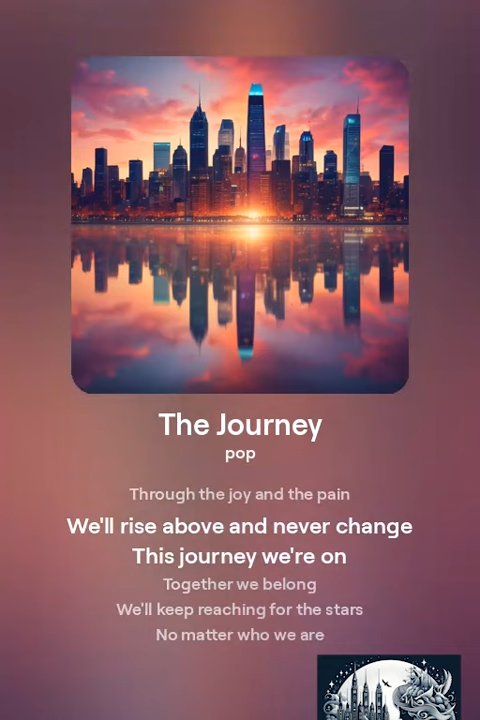 The Journey
pop
Through the joy and the pain
We'll rise above and never change
This journey we're on
Together we belong
We'll keep reaching for the stars
No matter who we are